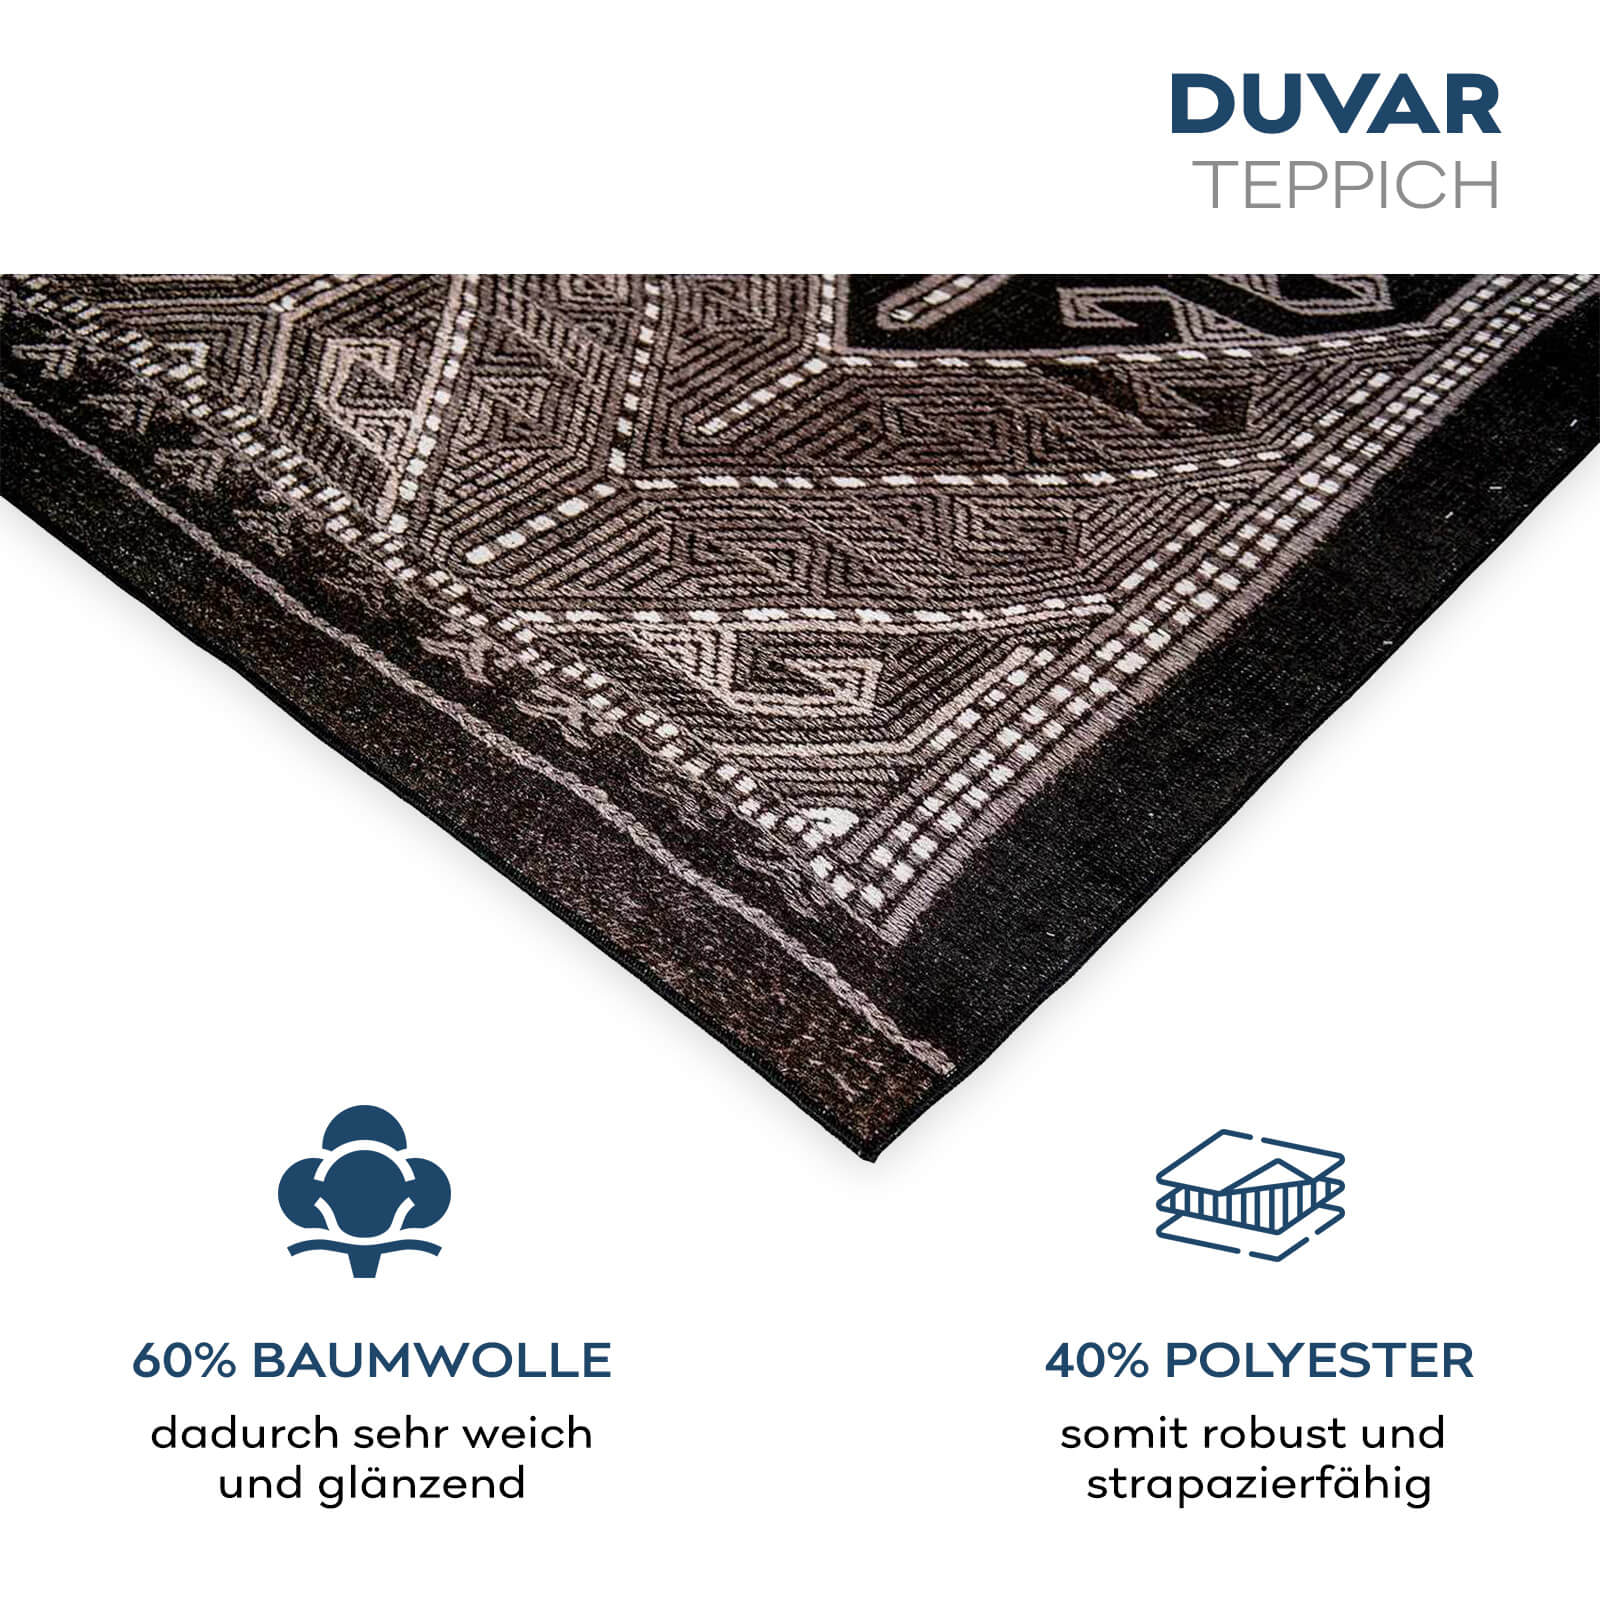 DUVAR
TEPPICH
60% BAUMWOLLE
dadurch sehr weich
und glänzend
40% POLYESTER
somit robust und
strapazierfähig